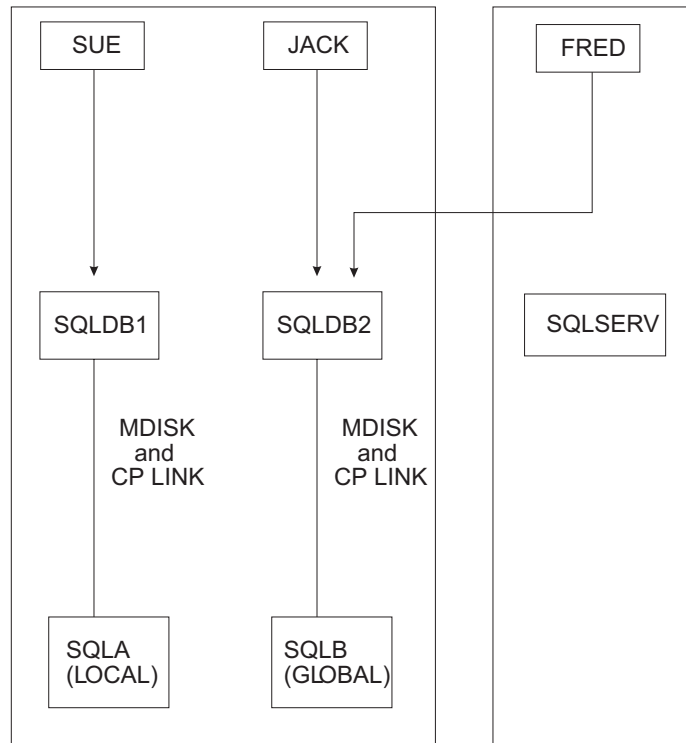 SUE
JACK
FRED
SQLDB1
SQLDB2
SQLSERV
MDISK
and
CP LINK
MDISK
and
CP LINK
SQLA
(LOCAL)
SQLB
(GLOBAL)